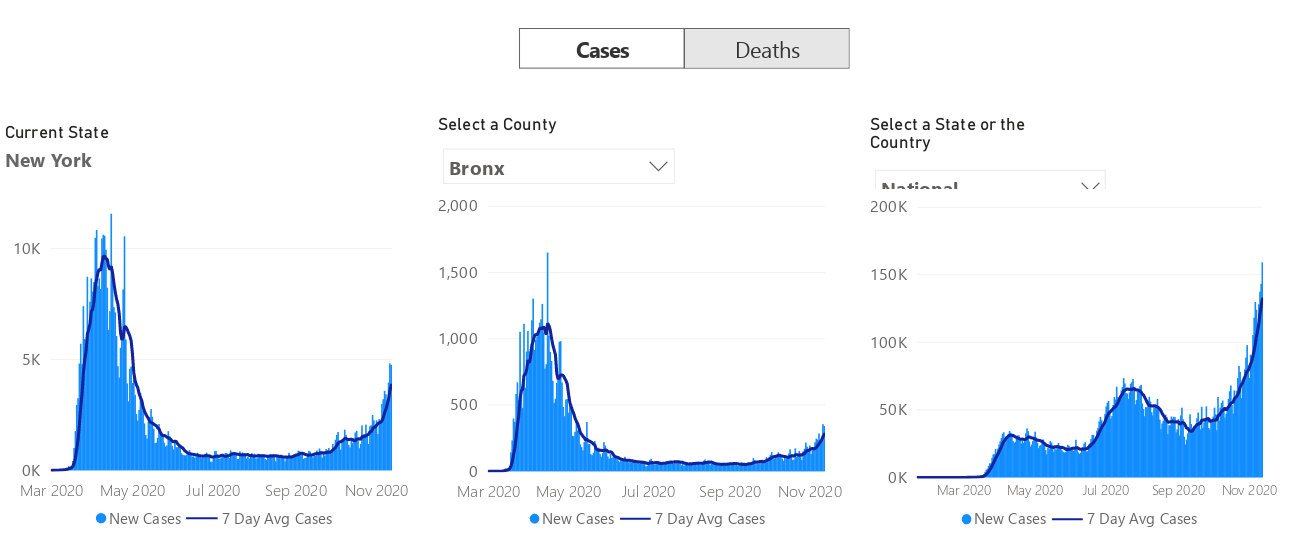 Cases
Deaths
Current State
New York
Select a County
Bronx
Select a State or the
Country
National
10K
5K
0K
Mar 2020 May 2020 Jul 2020 Sep 2020 Nov 2020
New Cases 7 Day Avg Cases
2,000
1,500
1,000
500
0
Mar 2020 May 2020 Jul 2020 Sep 2020 Nov 2020
New Cases 7 Day Avg Cases
200K
150K
100K
50K
0K
Mar 2020 May 2020 Jul 2020 Sep 2020 Nov 2020
New Cases 7 Day Avg Cases